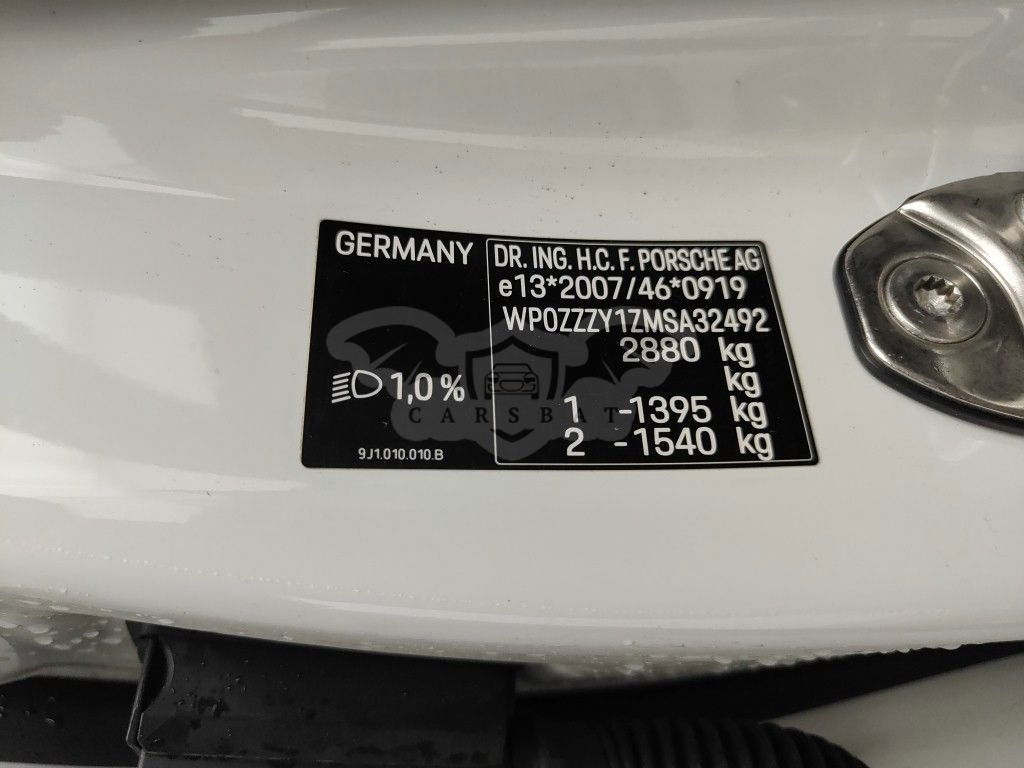 GERMANY
1,0 %
9J1.010.010.B
DR. ING. H.C. F. PORSCHE AG
e13*2007/46*0919
WP0ZZZY1ZMSA32492
2880 kg
kg
1 -1395 kg
2 -1540 kg
CARSBAT